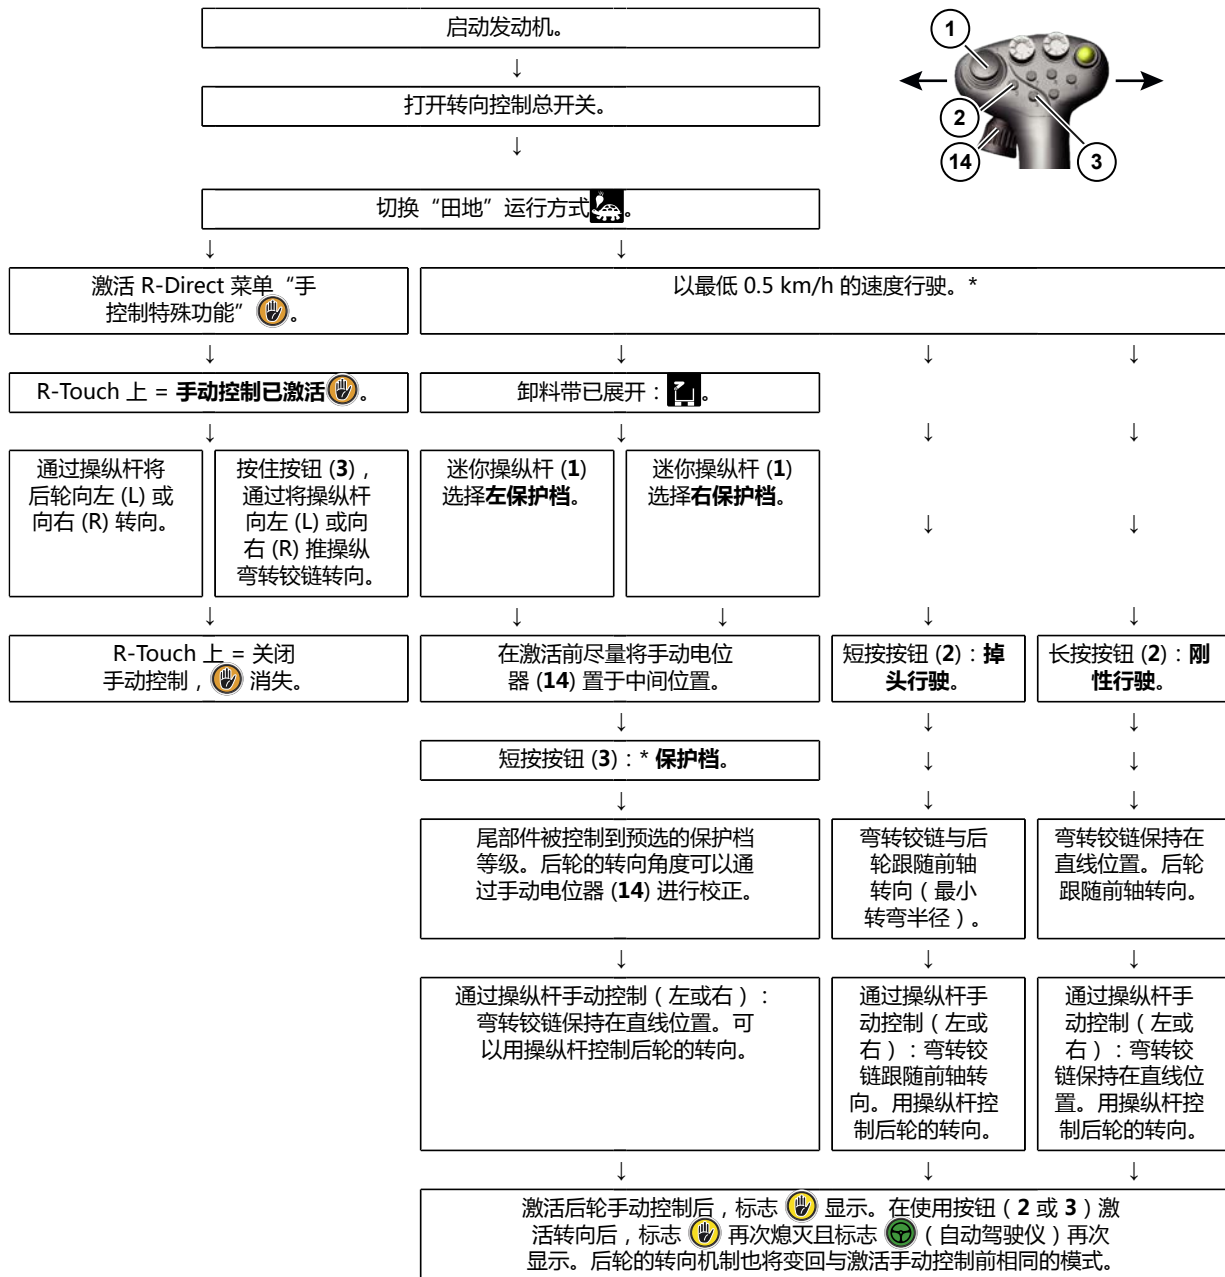 启动发动机。
↓
打开转向控制总开关。
↓
切换“田地”运行方式。
1
2
14
3
↓ ↓
激活 R-Direct 菜单“手
控制特殊功能” 。
以最低 0.5 km/h 的速度行驶。*
↓ ↓ ↓ ↓
R-Touch 上 = 手动控制已激活。
卸料带已展开：。
↓ ↓ ↓ ↓
通过操纵杆将
后轮向左 (L) 或
向右 (R) 转向。
按住按钮 (3)，
通过将操纵杆
向左 (L) 或向
右 (R) 推操纵
弯转铰链转向。
迷你操纵杆 (1)
选择左保护档。
迷你操纵杆 (1)
选择右保护档。
↓ ↓
↓ ↓ ↓ ↓ ↓
R-Touch 上 = 关闭
手动控制， 消失。
在激活前尽量将手动电位
器 (14) 置于中间位置。
短按按钮 (2)：掉
头行驶。
长按按钮 (2)：刚
性行驶。
↓ ↓ ↓
短按按钮 (3)：* 保护档。
↓ ↓
↓ ↓ ↓
尾部件被控制到预选的保护档
等级。后轮的转向角度可以通
过手动电位器 (14) 进行校正。
弯转铰链与后
轮跟随前轴
转向（最小
转弯半径）。
弯转铰链保持在
直线位置。后轮
跟随前轴转向。
↓ ↓ ↓
通过操纵杆手动控制（左或右）：
弯转铰链保持在直线位置。可
以用操纵杆控制后轮的转向。
通过操纵杆手
动控制（左或
右）：弯转铰
链跟随前轴转
向。用操纵杆控
制后轮的转向。
通过操纵杆手
动控制（左或
右）：弯转铰
链保持在直线位
置。用操纵杆控
制后轮的转向。
↓ ↓ ↓
激活后轮手动控制后，标志 显示。在使用按钮（2 或 3）激
活转向后，标志 再次熄灭且标志 （自动驾驶仪）再次
显示。后轮的转向机制也将变回与激活手动控制前相同的模式。